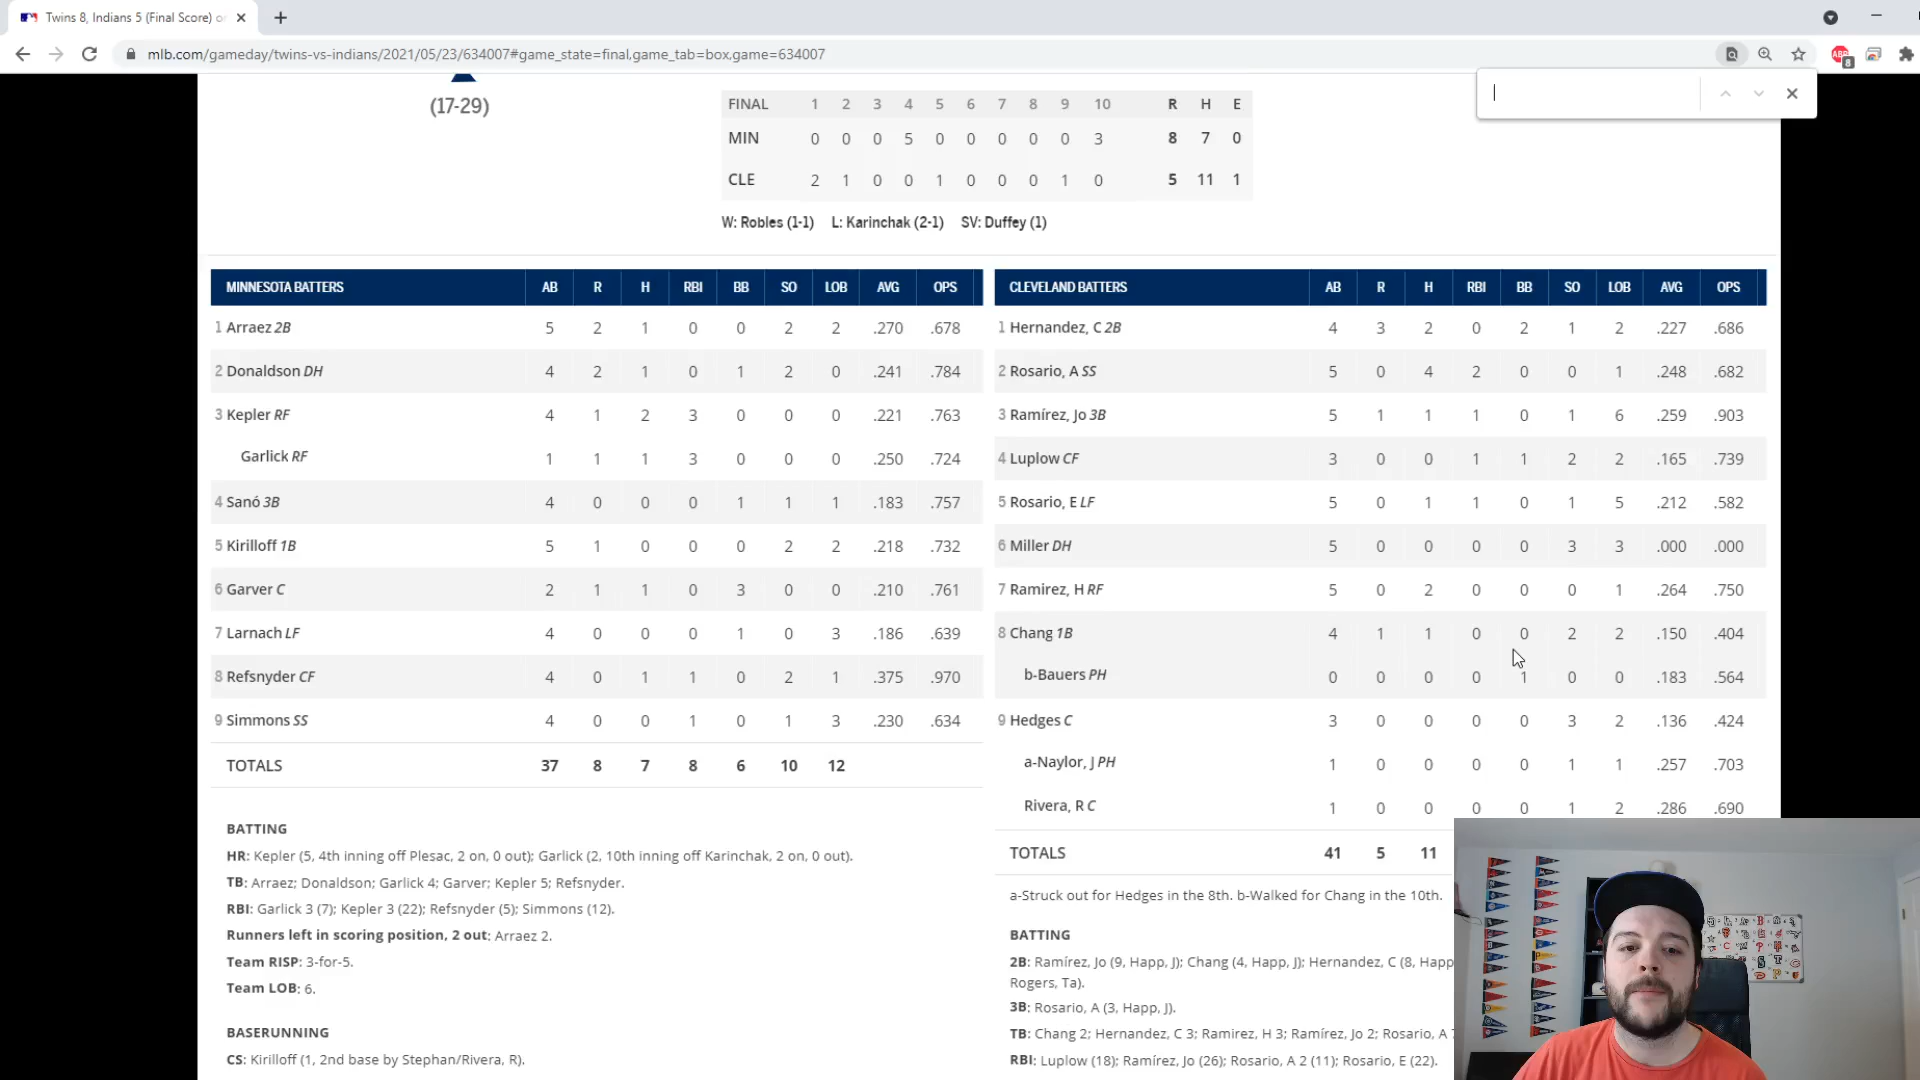 Twins 8, Indians 5 (Final Score) o
mlb.com/gameday/twins-vs-indians/2021/05/23/634007#game_state=final,game_tab=box,game=634007
ABP
8
(17-29)
FINAL 1 2 3 4 5 6 7 8 9 10 R H E
MIN 0 0 0 5 0 0 0 0 0 3 8 7 0
CLE 2 1 0 0 1 0 0 0 1 0 5 11 1
W: Robles (1-1) L: Karinchak (2-1) SV: Duffey (1)
MINNESOTA BATTERS AB R H RBI BB SO LOB AVG OPS
1 Arraez 2B 5 2 1 0 0 2 2 .270 .678
2 Donaldson DH 4 2 1 0 1 2 0 .241 .784
3 Kepler RF 4 1 2 3 0 0 0 .221 .763
Garlick RF 1 1 1 3 0 0 0 .250 .724
4 Sanó 3B 4 0 0 0 1 1 1 .183 .757
5 Kirilloff 1B 5 1 0 0 0 2 2 .218 .732
6 Garver C 2 1 1 0 3 0 0 .210 .761
7 Larnach LF 4 0 0 0 1 0 3 .186 .639
8 Refsnyder CF 4 0 1 1 0 2 1 .375 .970
9 Simmons SS 4 0 0 1 0 1 3 .230 .634
TOTALS 37 8 7 8 6 10 12
BATTING
HR: Kepler (5, 4th inning off Plesac, 2 on, 0 out); Garlick (2, 10th inning off Karinchak, 2 on, 0 out).
TB: Arraez; Donaldson; Garlick 4; Garver; Kepler 5; Refsnyder.
RBI: Garlick 3 (7); Kepler 3 (22); Refsnyder (5); Simmons (12).
Runners left in scoring position, 2 out: Arraez 2.
Team RISP: 3-for-5.
Team LOB: 6.
BASERUNNING
CS: Kirilloff (1, 2nd base by Stephan/Rivera, R).
CLEVELAND BATTERS AB R H RBI BB SO LOB AVG OPS
1 Hernandez, C 2B 4 3 2 0 2 1 2 .227 .686
2 Rosario, A SS 5 0 4 2 0 0 1 .248 .682
3 Ramírez, Jo 3B 5 1 1 1 0 1 6 .259 .903
4 Luplow CF 3 0 0 1 1 2 2 .165 .739
5 Rosario, E LF 5 0 1 1 0 1 5 .212 .582
6 Miller DH 5 0 0 0 0 3 3 .000 .000
7 Ramirez, H RF 5 0 2 0 0 0 1 .264 .750
8 Chang 1B 4 1 1 0 0 2 2 .150 .404
b-Bauers PH 0 0 0 0 1 0 0 .183 .564
9 Hedges C 3 0 0 0 0 3 2 .136 .424
a-Naylor, J PH 1 0 0 0 0 1 1 .257 .703
Rivera, R C 1 0 0 0 0 1 2 .286 .690
TOTALS 41 5 11
a-Struck out for Hedges in the 8th. b-Walked for Chang in the 10th.
BATTING
2B: Ramírez, Jo (9, Happ, J); Chang (4, Happ, J); Hernandez, C (8, Happ
Rogers, Ta).
3B: Rosario, A (3, Happ, J).
TB: Chang 2; Hernandez, C 3; Ramirez, H 3; Ramírez, Jo 2; Rosario, A
RBI: Luplow (18); Ramírez, Jo (26); Rosario, A 2 (11); Rosario, E (22).